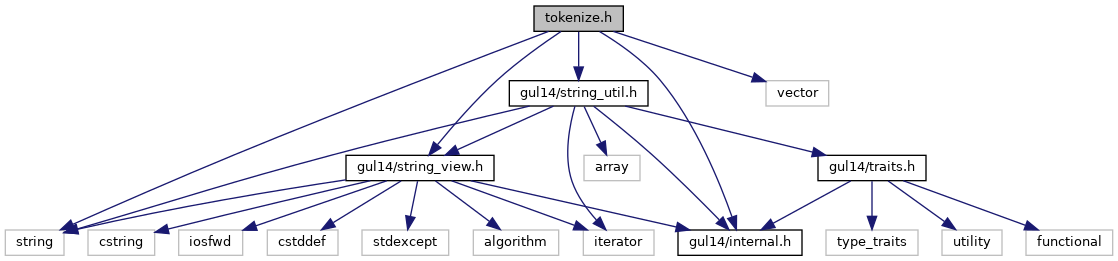 tokenize.h
gul14/string_util.h
vector
gul14/string_view.h
array
gul14/traits.h
string
cstring
iosfwd
cstddef
stdexcept
algorithm
iterator
gul14/internal.h
type_traits
utility
functional